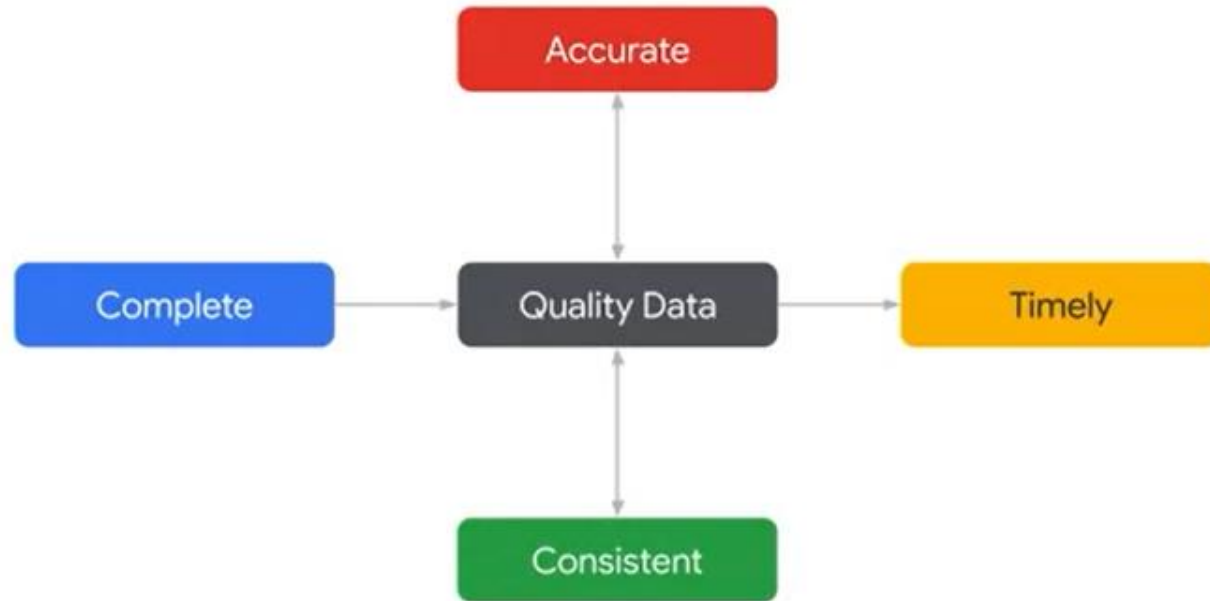 Accurate
Complete
Quality Data
Timely
Consistent